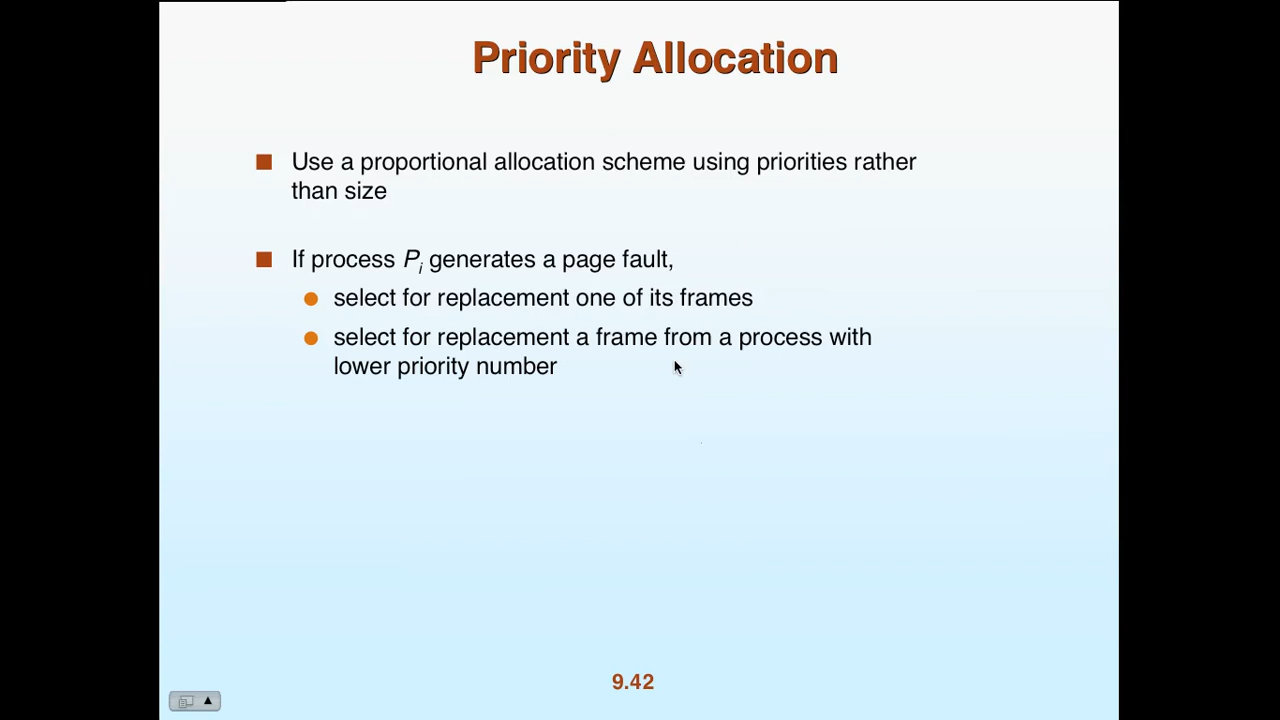 Priority Allocation
Use a proportional allocation scheme using priorities rather
than size
If process Pi generates a page fault,
select for replacement one of its frames
select for replacement a frame from a process with
lower priority number
9.42